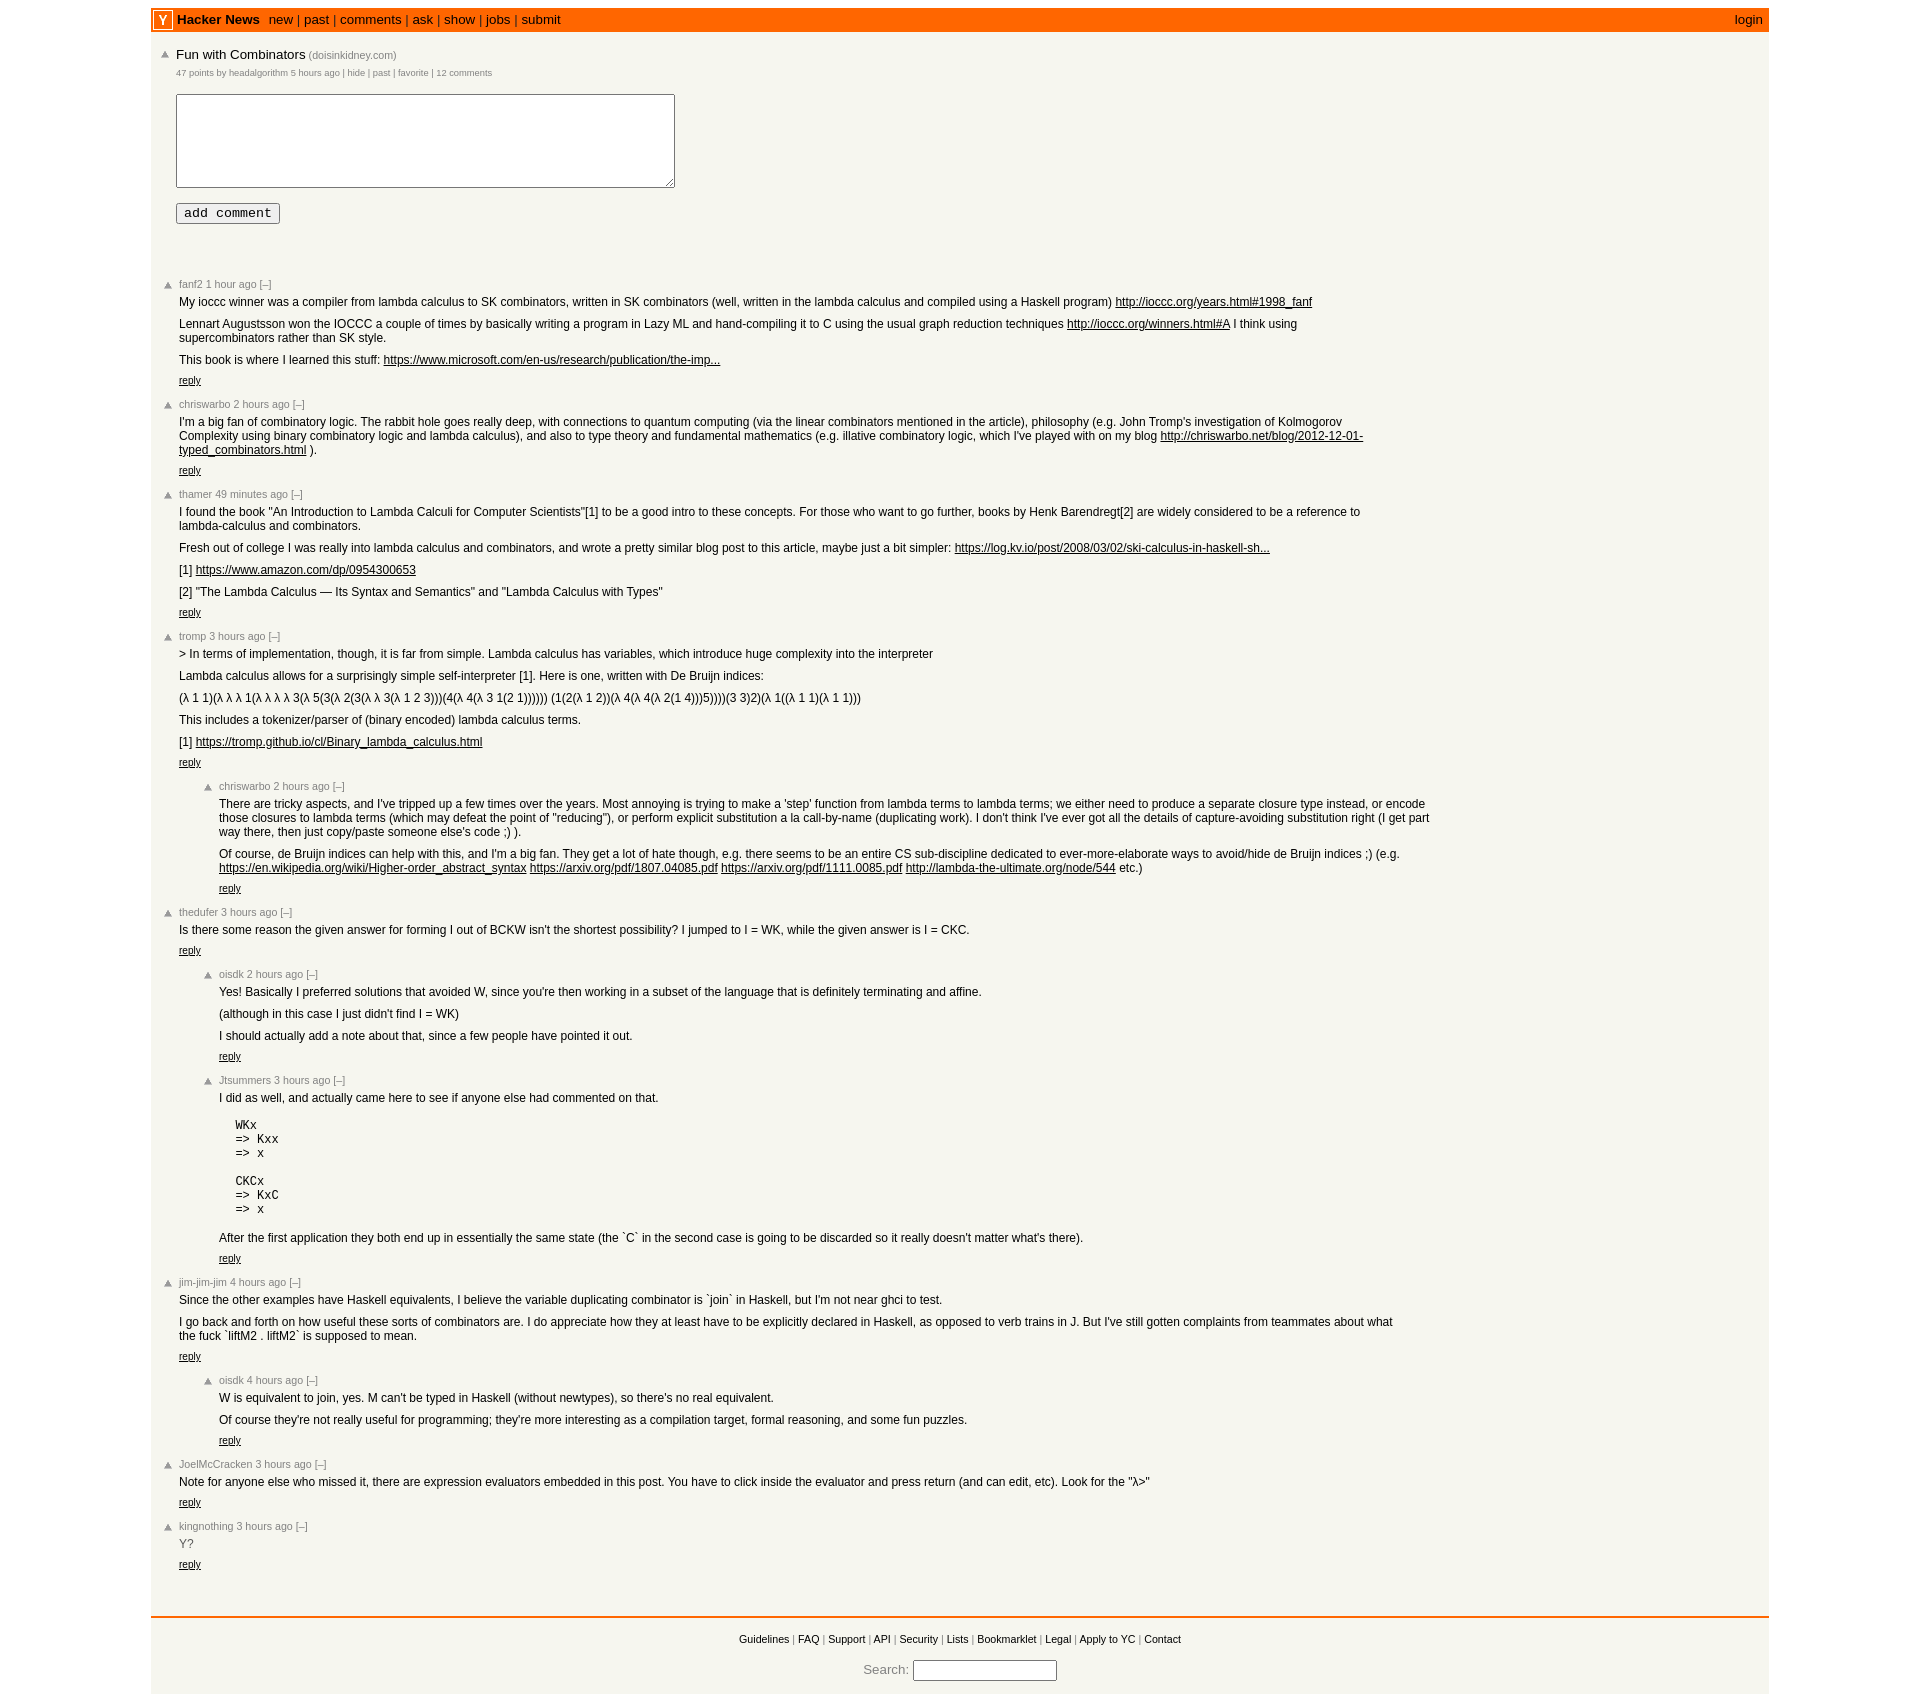 Y Hacker News new | past | comments | ask | show | jobs | submit login
Fun with Combinators (doisinkidney.com)
47 points by headalgorithm 5 hours ago | hide | past | favorite | 12 comments
add comment
fanf2 1 hour ago [–]
My ioccc winner was a compiler from lambda calculus to SK combinators, written in SK combinators (well, written in the lambda calculus and compiled using a Haskell program) http://ioccc.org/years.html#1998_fanf
Lennart Augustsson won the IOCCC a couple of times by basically writing a program in Lazy ML and hand-compiling it to C using the usual graph reduction techniques http://ioccc.org/winners.html#A I think using
supercombinators rather than SK style.
This book is where I learned this stuff: https://www.microsoft.com/en-us/research/publication/the-imp...
reply
chriswarbo 2 hours ago [–]
I'm a big fan of combinatory logic. The rabbit hole goes really deep, with connections to quantum computing (via the linear combinators mentioned in the article), philosophy (e.g. John Tromp's investigation of Kolmogorov
Complexity using binary combinatory logic and lambda calculus), and also to type theory and fundamental mathematics (e.g. illative combinatory logic, which I've played with on my blog http://chriswarbo.net/blog/2012-12-01-
typed_combinators.html ).
reply
thamer 49 minutes ago [–]
I found the book "An Introduction to Lambda Calculi for Computer Scientists"[1] to be a good intro to these concepts. For those who want to go further, books by Henk Barendregt[2] are widely considered to be a reference to
lambda-calculus and combinators.
Fresh out of college I was really into lambda calculus and combinators, and wrote a pretty similar blog post to this article, maybe just a bit simpler: https://log.kv.io/post/2008/03/02/ski-calculus-in-haskell-sh...
[1] https://www.amazon.com/dp/0954300653
[2] "The Lambda Calculus — Its Syntax and Semantics" and "Lambda Calculus with Types"
reply
tromp 3 hours ago [–]
> In terms of implementation, though, it is far from simple. Lambda calculus has variables, which introduce huge complexity into the interpreter
Lambda calculus allows for a surprisingly simple self-interpreter [1]. Here is one, written with De Bruijn indices:
(λ 1 1)(λ λ λ 1(λ λ λ λ 3(λ 5(3(λ 2(3(λ λ 3(λ 1 2 3)))(4(λ 4(λ 3 1(2 1)))))) (1(2(λ 1 2))(λ 4(λ 4(λ 2(1 4)))5))))(3 3)2)(λ 1((λ 1 1)(λ 1 1)))
This includes a tokenizer/parser of (binary encoded) lambda calculus terms.
[1] https://tromp.github.io/cl/Binary_lambda_calculus.html
reply
chriswarbo 2 hours ago [–]
There are tricky aspects, and I've tripped up a few times over the years. Most annoying is trying to make a 'step' function from lambda terms to lambda terms; we either need to produce a separate closure type instead, or encode
those closures to lambda terms (which may defeat the point of "reducing"), or perform explicit substitution a la call-by-name (duplicating work). I don't think I've ever got all the details of capture-avoiding substitution right (I get part
way there, then just copy/paste someone else's code ;) ).
Of course, de Bruijn indices can help with this, and I'm a big fan. They get a lot of hate though, e.g. there seems to be an entire CS sub-discipline dedicated to ever-more-elaborate ways to avoid/hide de Bruijn indices ;) (e.g.
https://en.wikipedia.org/wiki/Higher-order_abstract_syntax https://arxiv.org/pdf/1807.04085.pdf https://arxiv.org/pdf/1111.0085.pdf http://lambda-the-ultimate.org/node/544 etc.)
reply
thedufer 3 hours ago [–]
Is there some reason the given answer for forming I out of BCKW isn't the shortest possibility? I jumped to I = WK, while the given answer is I = CKC.
reply
oisdk 2 hours ago [–]
Yes! Basically I preferred solutions that avoided W, since you're then working in a subset of the language that is definitely terminating and affine.
(although in this case I just didn't find I = WK)
I should actually add a note about that, since a few people have pointed it out.
reply
Jtsummers 3 hours ago [–]
I did as well, and actually came here to see if anyone else had commented on that.
WKx
=> Kxx
=> x
CKCx
=> KxC
=> x
After the first application they both end up in essentially the same state (the `C` in the second case is going to be discarded so it really doesn't matter what's there).
reply
jim-jim-jim 4 hours ago [–]
Since the other examples have Haskell equivalents, I believe the variable duplicating combinator is `join` in Haskell, but I'm not near ghci to test.
I go back and forth on how useful these sorts of combinators are. I do appreciate how they at least have to be explicitly declared in Haskell, as opposed to verb trains in J. But I've still gotten complaints from teammates about what
the fuck `liftM2 . liftM2` is supposed to mean.
reply
oisdk 4 hours ago [–]
W is equivalent to join, yes. M can't be typed in Haskell (without newtypes), so there's no real equivalent.
Of course they're not really useful for programming; they're more interesting as a compilation target, formal reasoning, and some fun puzzles.
reply
JoelMcCracken 3 hours ago [–]
Note for anyone else who missed it, there are expression evaluators embedded in this post. You have to click inside the evaluator and press return (and can edit, etc). Look for the "λ>"
reply
kingnothing 3 hours ago [–]
Y?
reply
Guidelines | FAQ | Support | API | Security | Lists | Bookmarklet | Legal | Apply to YC | Contact
Search: